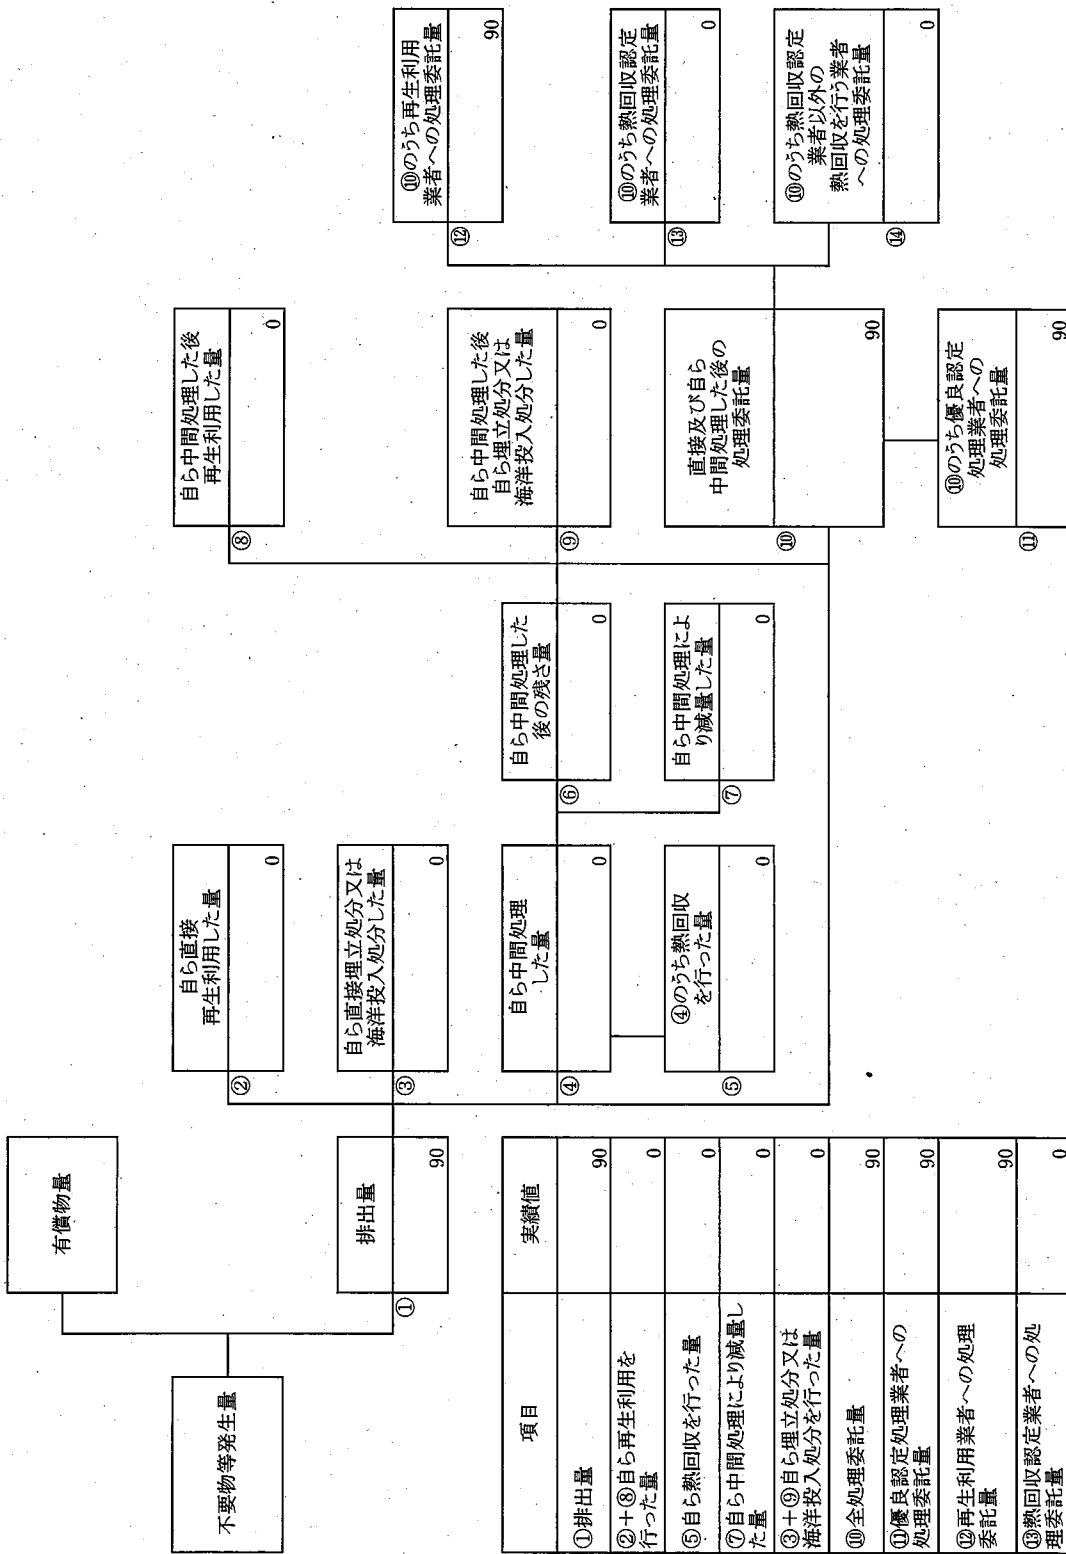 不要物等発生量
有償物量
排出量
①
90
自ら直接
再生利用した量
②
0
自ら直接埋立処分又は
海洋投入処分した量
③
0
自ら中間処理
した量
④
0
④のうち熱回収
を行った量
⑤
0
自ら中間処理した
後の残さ量
⑥
0
自ら中間処理によ
り減量した量
⑦
0
自ら中間処理した後
再生利用した量
⑧
0
自ら中間処理した後
自ら埋立処分又は
海洋投入処分した量
⑨
0
直接及び自ら
中間処理した後の
処理委託量
⑩
90
⑩のうち優良認定
処理業者への
処理委託量
⑪
90
⑩のうち再生利用
業者への処理委託量
⑫
90
⑩のうち熱回収認定
業者への処理委託量
⑬
0
⑩のうち熱回収認定
業者以外の
熱回収を行う業者
への処理委託量
⑭
0
項目 実績値
①排出量 90
②+⑧自ら再生利用を
行った量 0
⑤自ら熱回収を行った量 0
⑦自ら中間処理により減量し
た量 0
③+⑨自ら埋立処分又は
海洋投入処分を行った量 0
⑩全処理委託量 90
⑪優良認定処理業者への
処理委託量 90
⑫再生利用業者への処理
委託量 90
⑬熱回収認定業者への処
理委託量 0